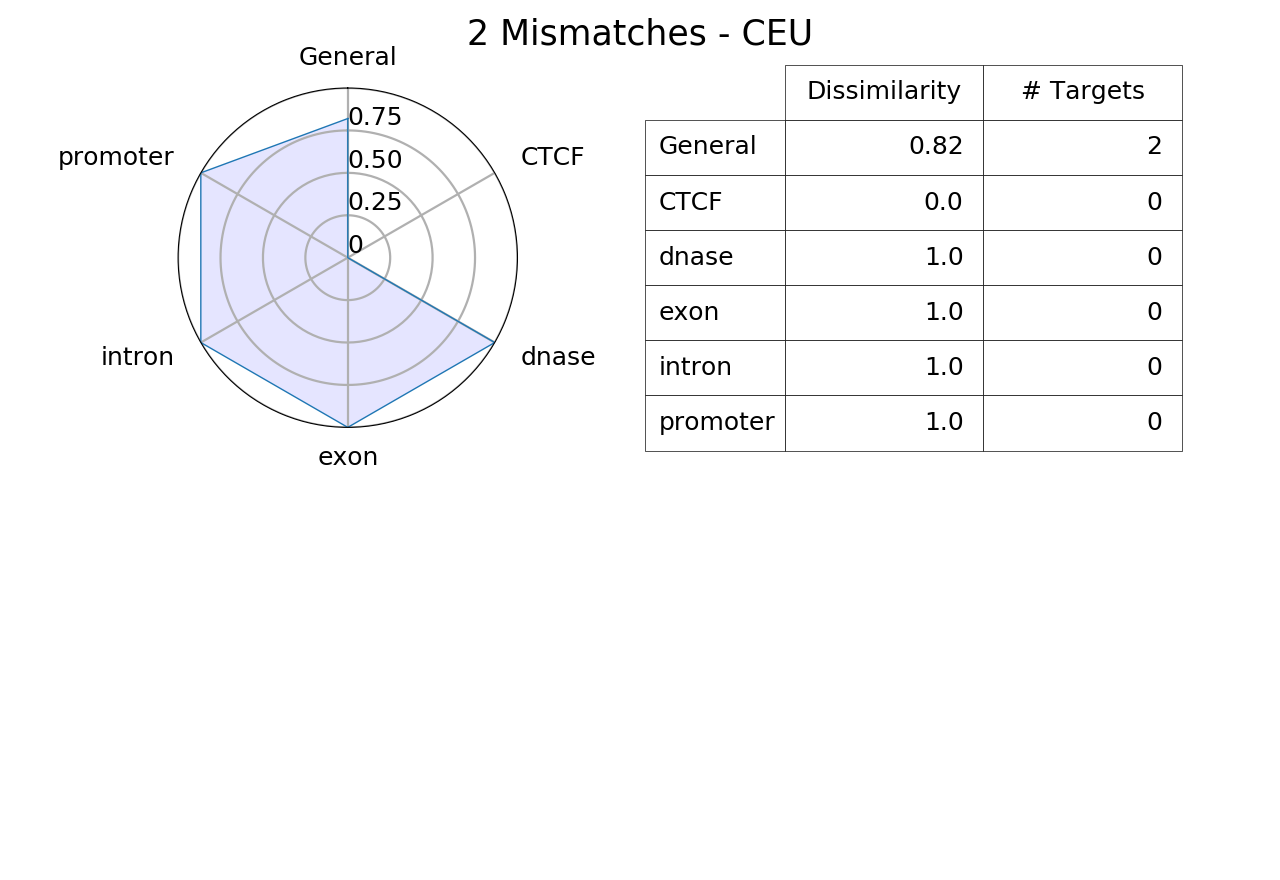 2 Mismatches - CEU
General
CTCF
dnase
exon
intron
promoter
0.75
0.50
0.25
0
Dissimilarity # Targets
General 0.82 2
CTCF 0.0 0
dnase 1.0 0
exon 1.0 0
intron 1.0 0
promoter 1.0 0